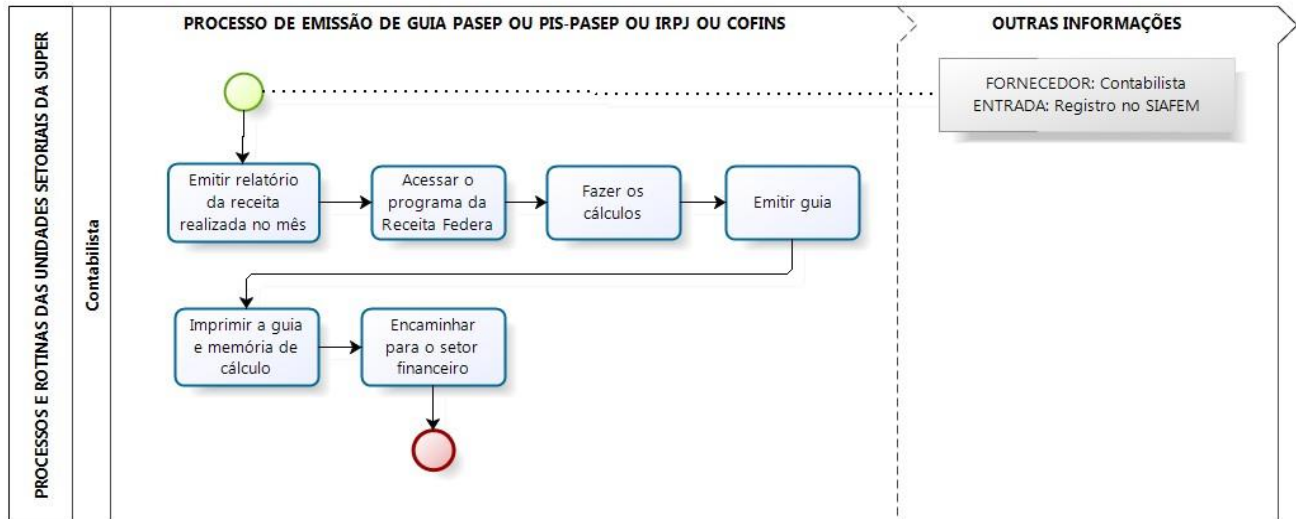 PROCESSOS E ROTINAS DAS UNIDADES SETORIAIS DA SUPER
Contabilista
PROCESSO DE EMISSÃO DE GUIA PASEP OU PIS-PASEP OU IRPJ OU COFINS
OUTRAS INFORMAÇÕES
FORNECEDOR: Contabilista
ENTRADA: Registro no SIAFEM
Emitir relatório
da receita
realizada no mês
Acessar o
programa da
Receita Federa
Fazer os
cálculos
Emitir guia
Imprimir a guia
e memória de
cálculo
Encaminhar
para o setor
financeiro